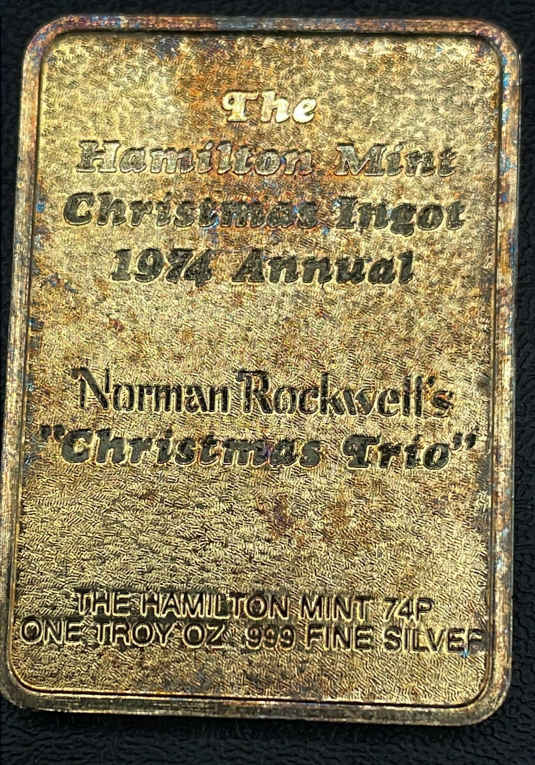 The
Hamilton Mint
Christmas Ingot
1974 Annual
Norman Rockwell's
"Christmas Trio"
THE HAMILTON MINT 74P
ONE TROY OZ .999 FINE SILVER